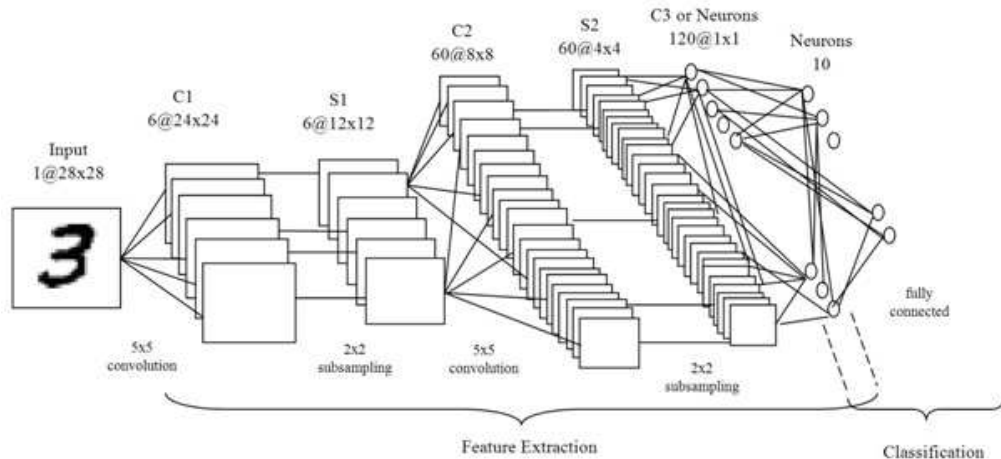 Input
1@28x28
C1
6@24x24
S1
6@12x12
C2
60@8x8
S2
60@4x4
C3 or Neurons
120@1x1
Neurons
10
3
5x5
convolution
2x2
subsampling
5x5
convolution
2x2
subsampling
fully
connected
Feature Extraction
Classification